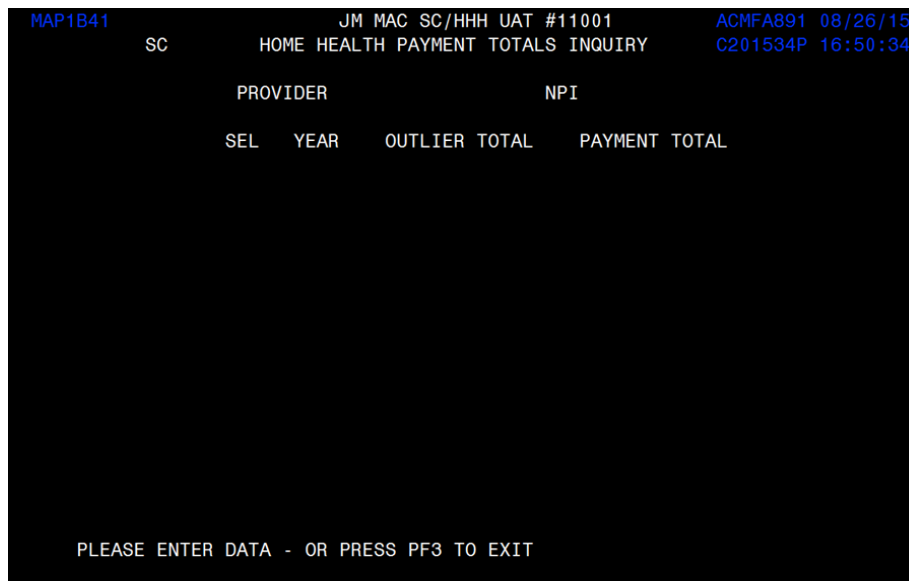 MAP1B41 JM MAC SC/HHH UAT #11001 ACMFA891 08/26/15
SC HOME HEALTH PAYMENT TOTALS INQUIRY C201534P 16:50:34
PROVIDER NPI
SEL YEAR OUTLIER TOTAL PAYMENT TOTAL
PLEASE ENTER DATA - OR PRESS PF3 TO EXIT